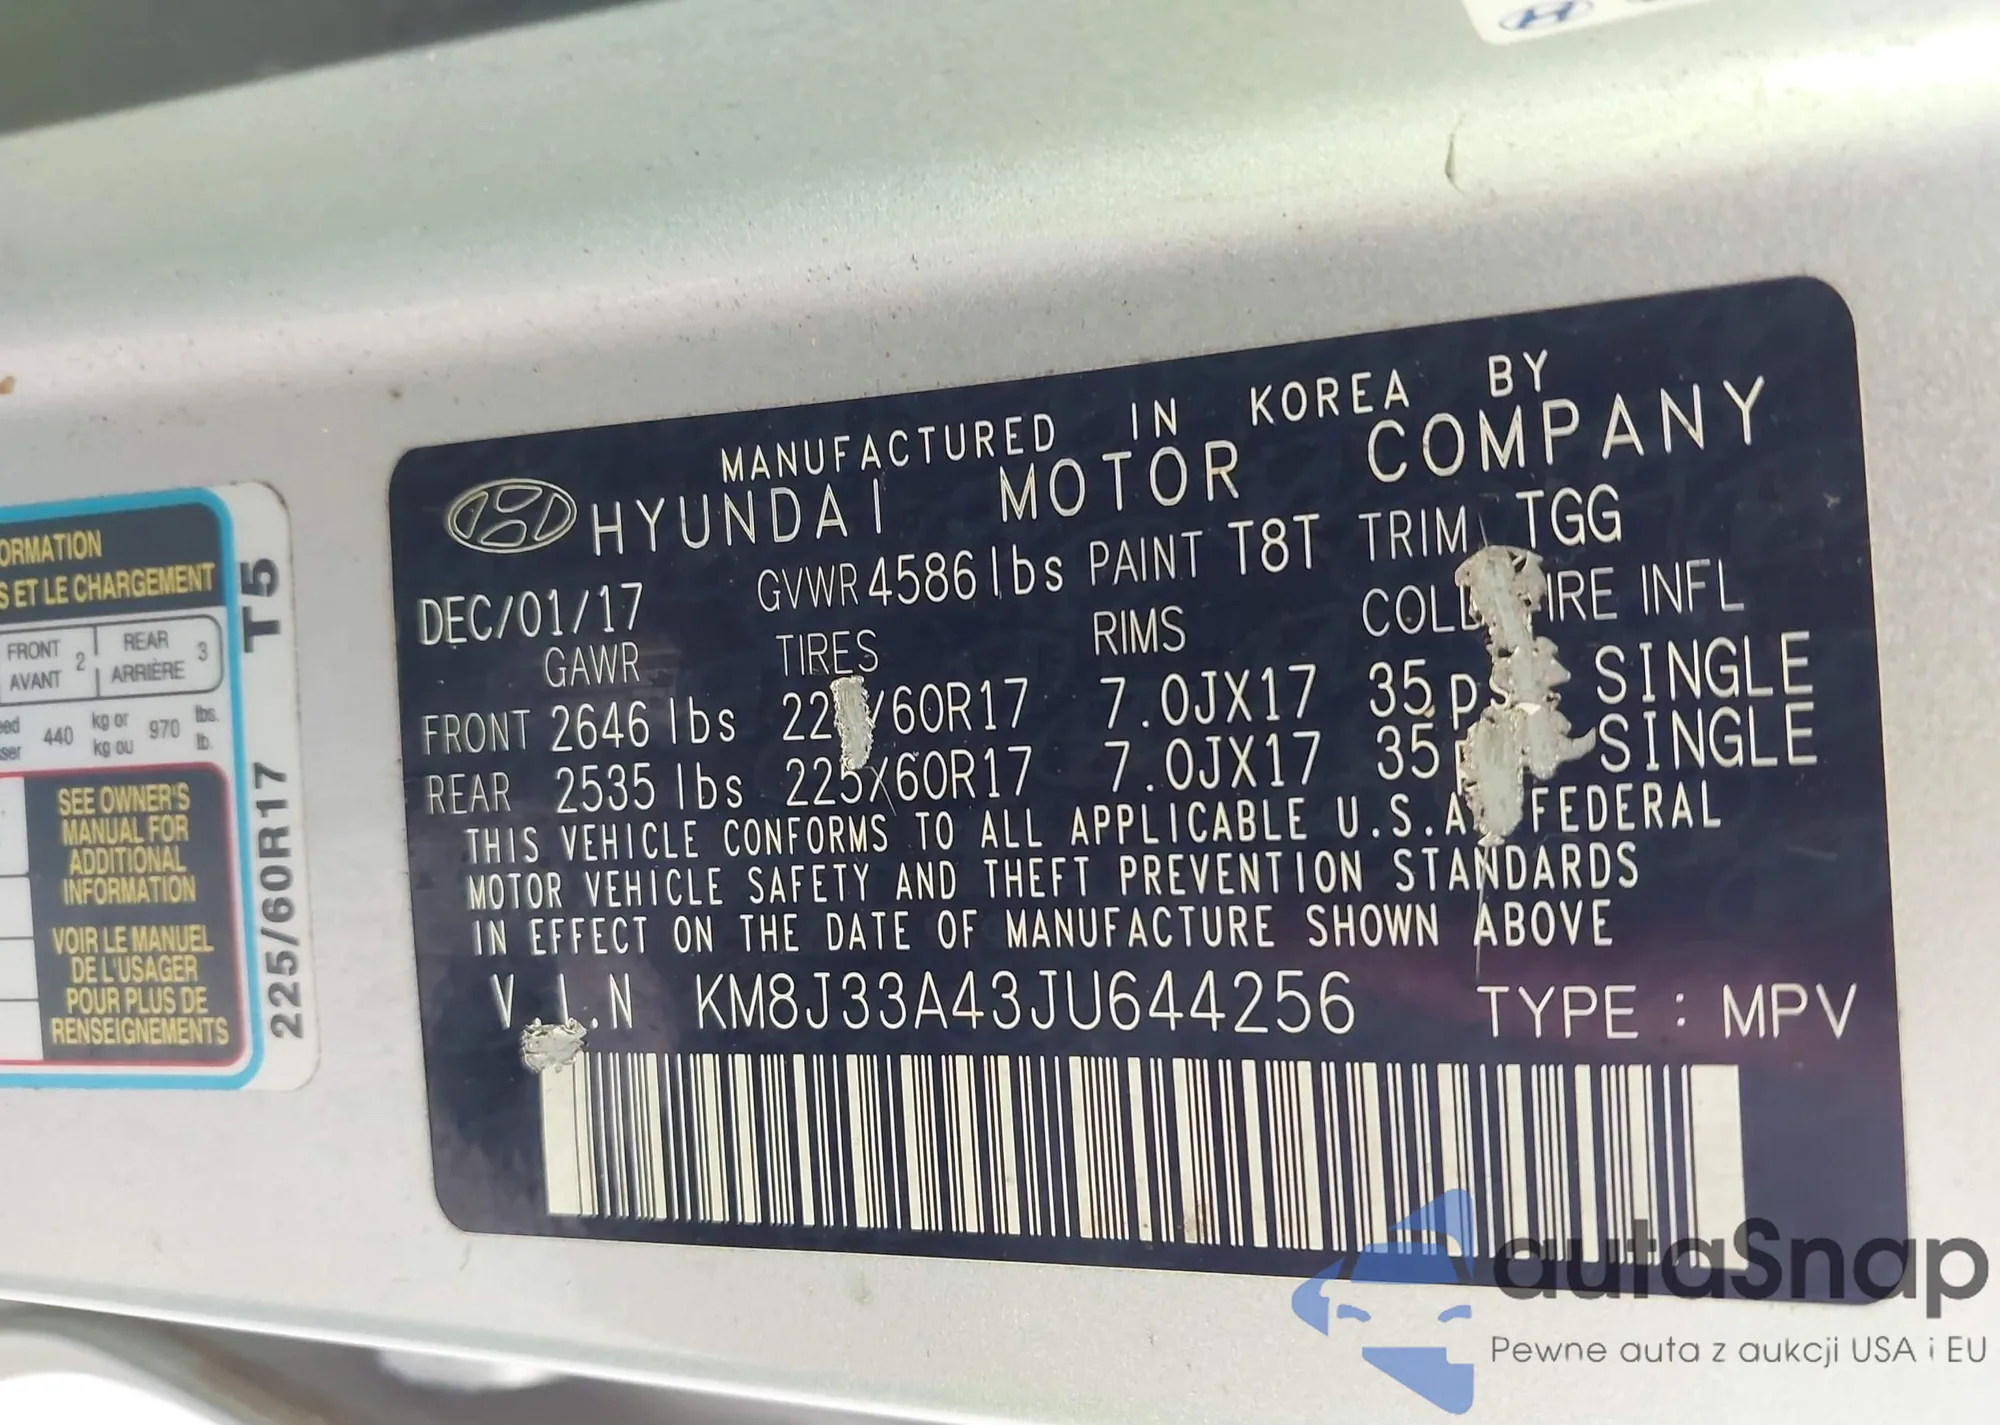 ORMATION
S ET LE CHARGEMENT
FRONT 2 REAR 3
AVANT ARRIÈRE
440 kg or 970 lbs.
kg ou lb.
SEE OWNER'S
MANUAL FOR
ADDITIONAL
INFORMATION
VOIR LE MANUEL
DE L'USAGER
POUR PLUS DE
RENSEIGNEMENTS
225/60R17 T5
MANUFACTURED IN KOREA BY
HYUNDAI MOTOR COMPANY
DEC/01/17 GVWR 4586lbs PAINT T8T TRIM TGG
GAWR TIRES RIMS COLD IRE INFL
FRONT 2646 lbs 22 /60R17 7.0JX17 35 ps SINGLE
REAR 2535 lbs 225/60R17 7.0JX17 35 SINGLE
THIS VEHICLE CONFORMS TO ALL APPLICABLE U.S.A. FEDERAL
MOTOR VEHICLE SAFETY AND THEFT PREVENTION STANDARDS
IN EFFECT ON THE DATE OF MANUFACTURE SHOWN ABOVE
V.I.N KM8J33A43JU644256 TYPE : MPV
autaSnap
Pewne auta z aukcji USA i EU